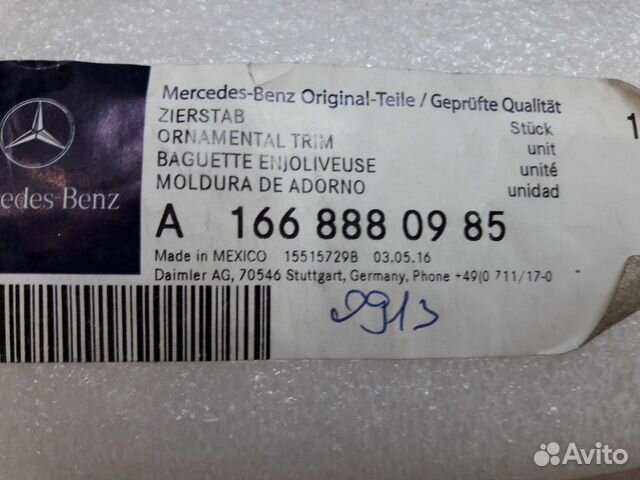 Mercedes-Benz Original-Teile / Geprüfte Qualität
ZIERSTAB Stück 1
ORNAMENTAL TRIM unit
BAGUETTE ENJOLIVEUSE unité
MOLDURA DE ADORNO unidad
edes-Benz
A 166 888 09 85
Made in MEXICO 15515729B 03.05.16
Daimler AG, 70546 Stuttgart, Germany, Phone +49(0 711/17-0
9913
Avito